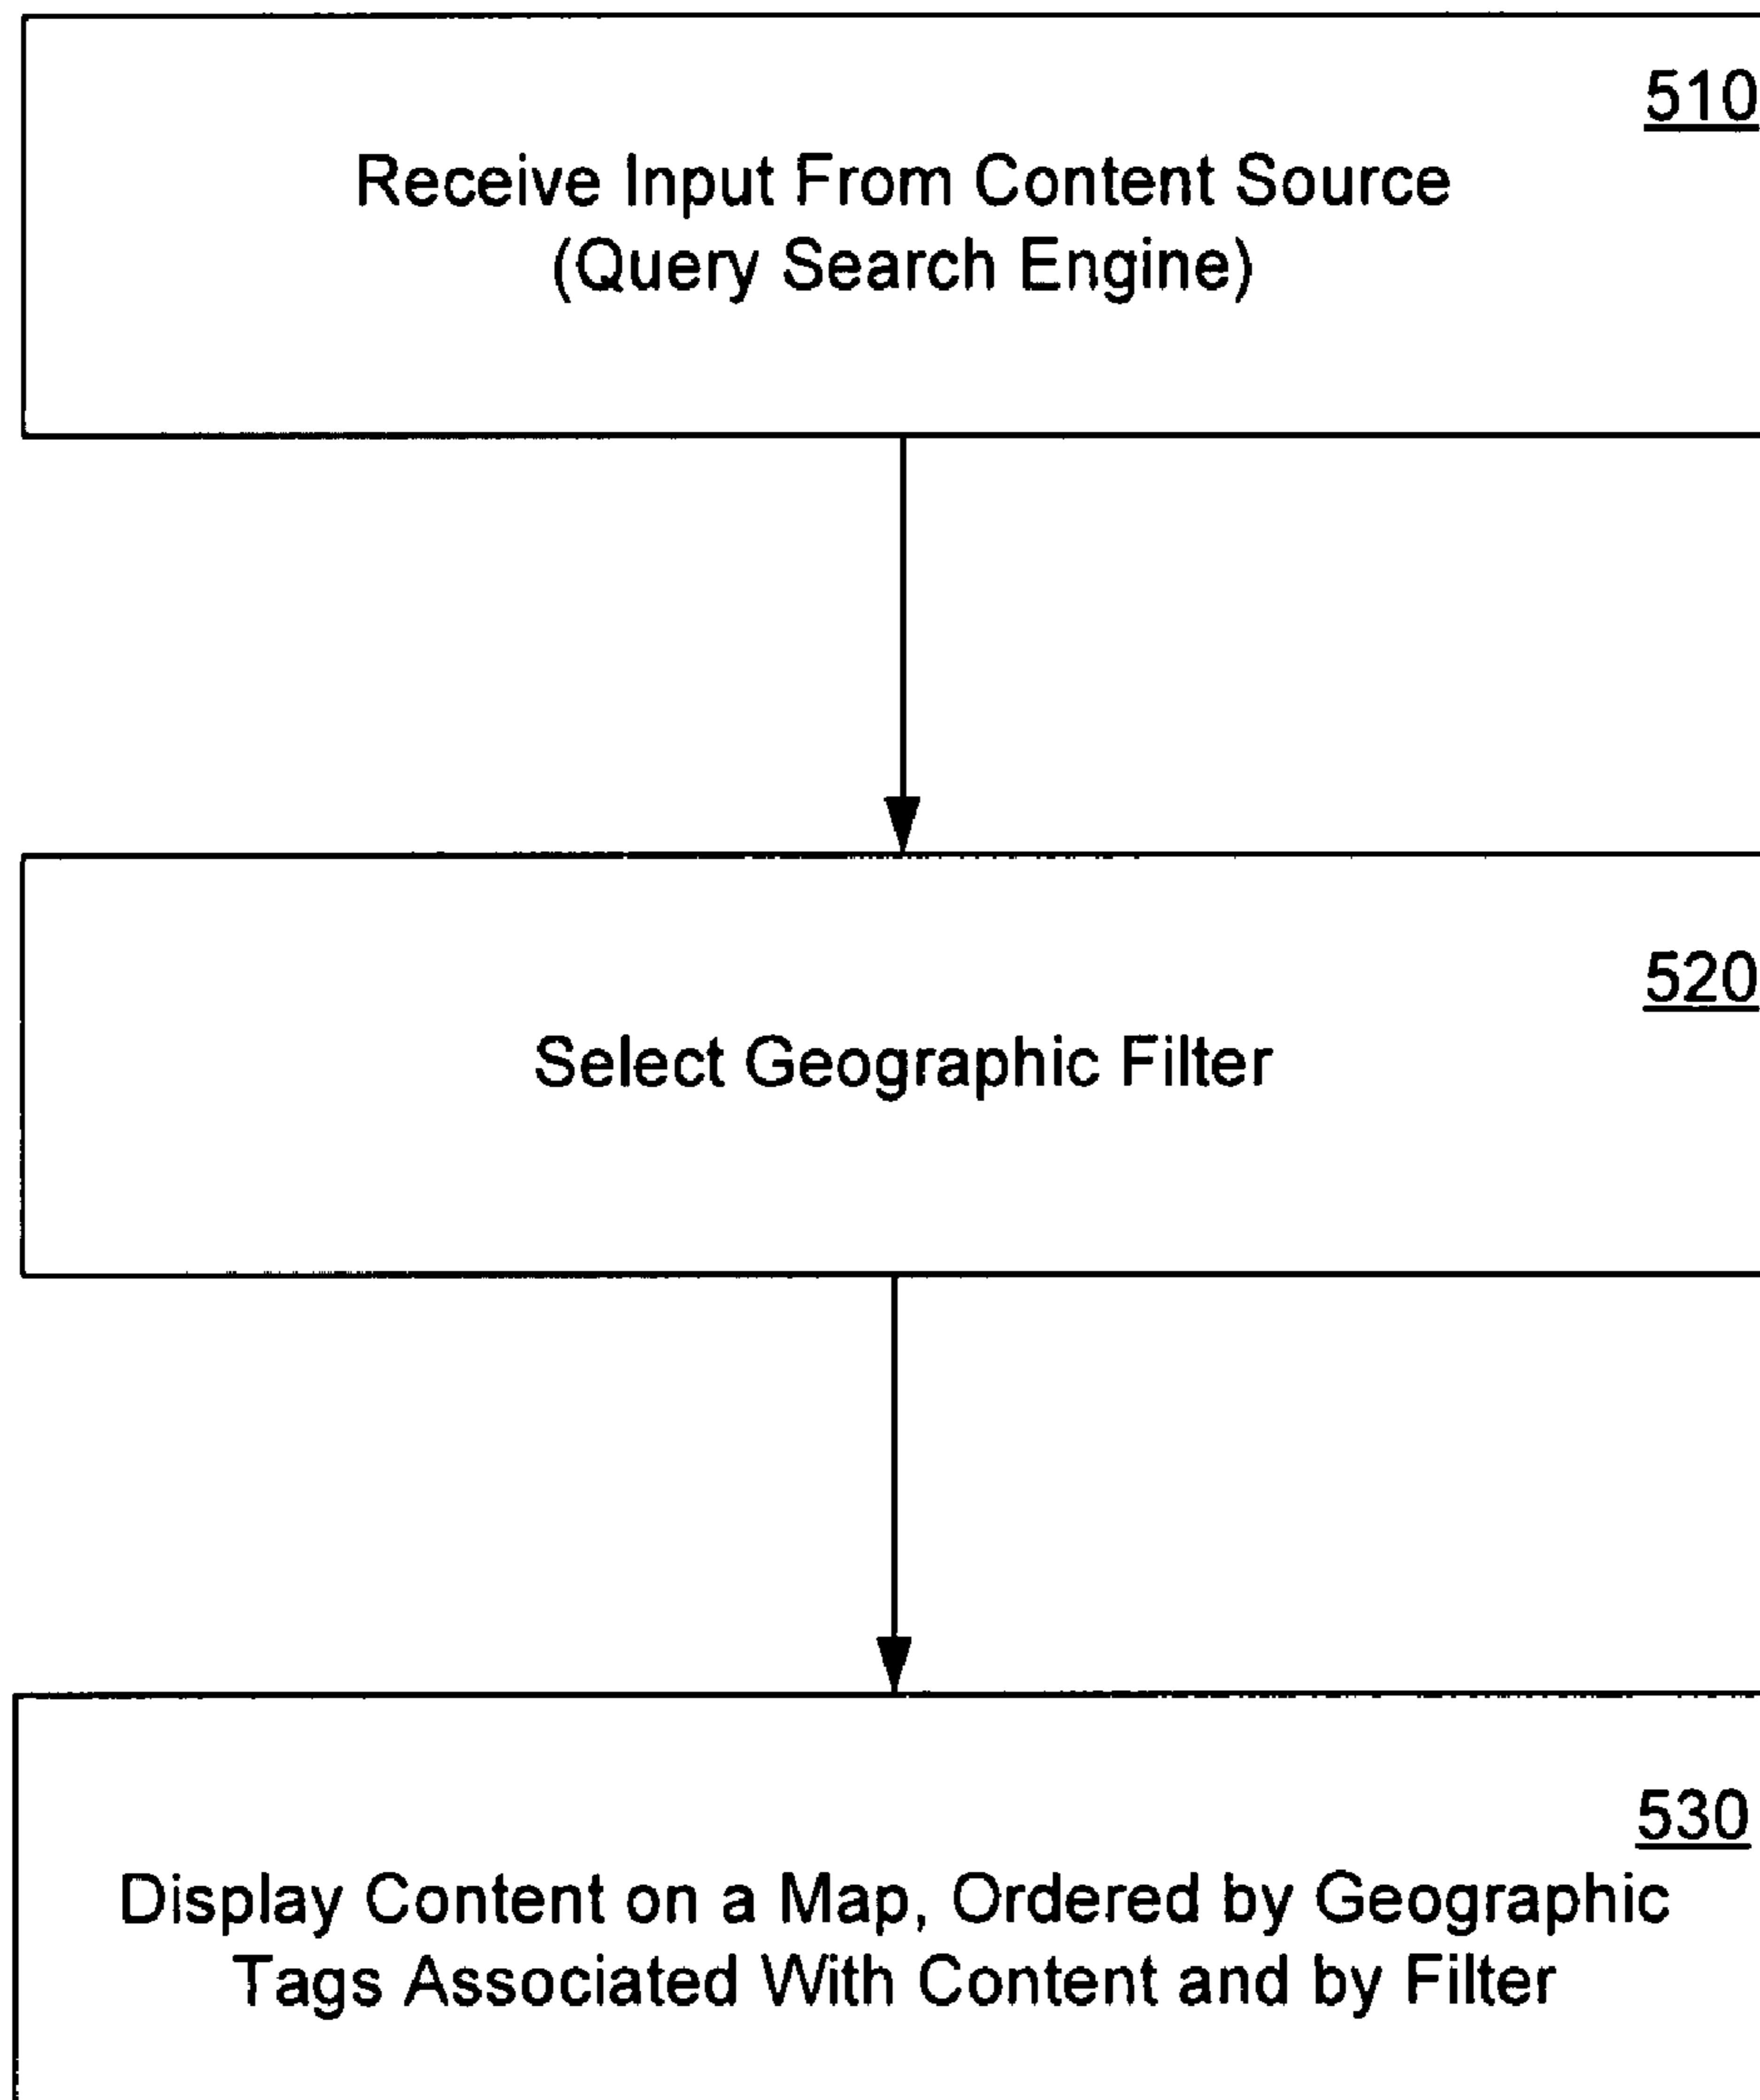 510
Receive Input From Content Source
(Query Search Engine)
520
Select Geographic Filter
530
Display Content on a Map, Ordered by Geographic
Tags Associated With Content and by Filter